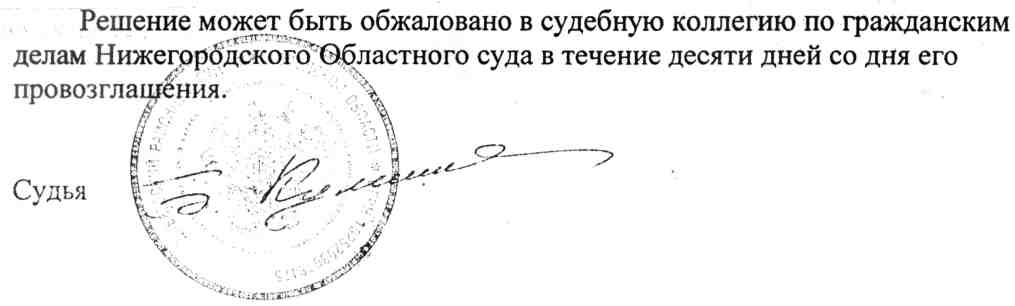 Решение может быть обжаловано в судебную коллегию по гражданским
делам Нижегородского Областного суда в течение десяти дней со дня его
провозглашения.
Судья